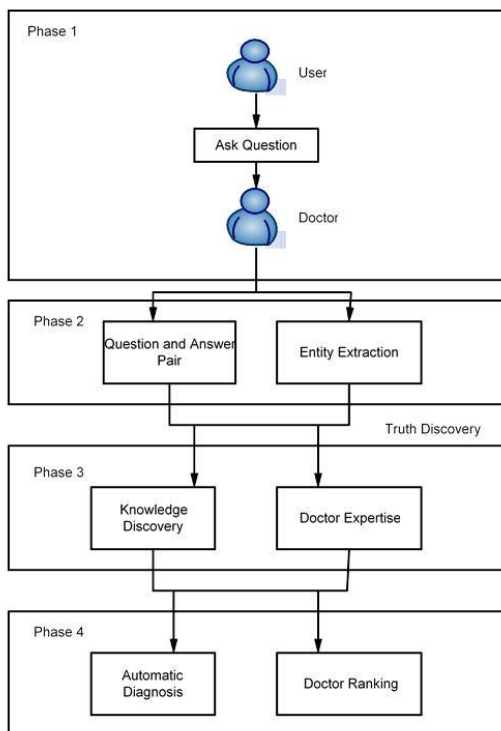 Phase 1
User
Ask Question
Doctor
Phase 2
Question and Answer
Pair
Entity Extraction
Truth Discovery
Phase 3
Knowledge
Discovery
Doctor Expertise
Phase 4
Automatic
Diagnosis
Doctor Ranking